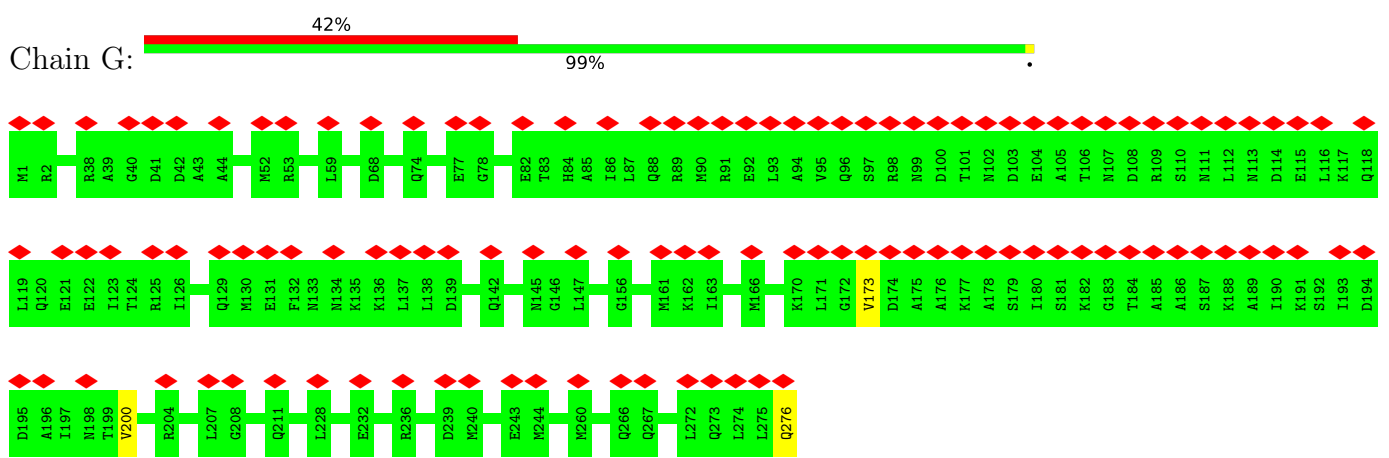 42%
Chain G:
99%
.
M1 R2 R38 A39 G40 D41 D42 A43 A44 M52 R53 L59 D68 Q74 E77 G78 E82 T83 H84 A85 I86 L87 Q88 R89 M90 R91 E92 L93 A94 V95 Q96 S97 R98 N99 D100 T101 N102 D103 E104 A105 T106 N107 D108 R109 S110 N111 L112 N113 D114 E115 L116 K117 Q118
L119 Q120 E121 E122 I123 T124 R125 I126 Q129 M130 E131 F132 N133 N134 K135 K136 L137 L138 D139 Q142 N145 G146 L147 G156 M161 K162 I163 M166 K170 L171 G172 V173 D174 A175 A176 K177 A178 S179 I180 S181 K182 G183 T184 A185 A186 S187 K188 A189 I190 K191 S192 I193 D194
D195 A196 I197 N198 T199 V200 R204 L207 G208 Q211 L228 E232 R236 D239 M240 E243 M244 M260 Q266 Q267 L272 Q273 L274 L275 Q276